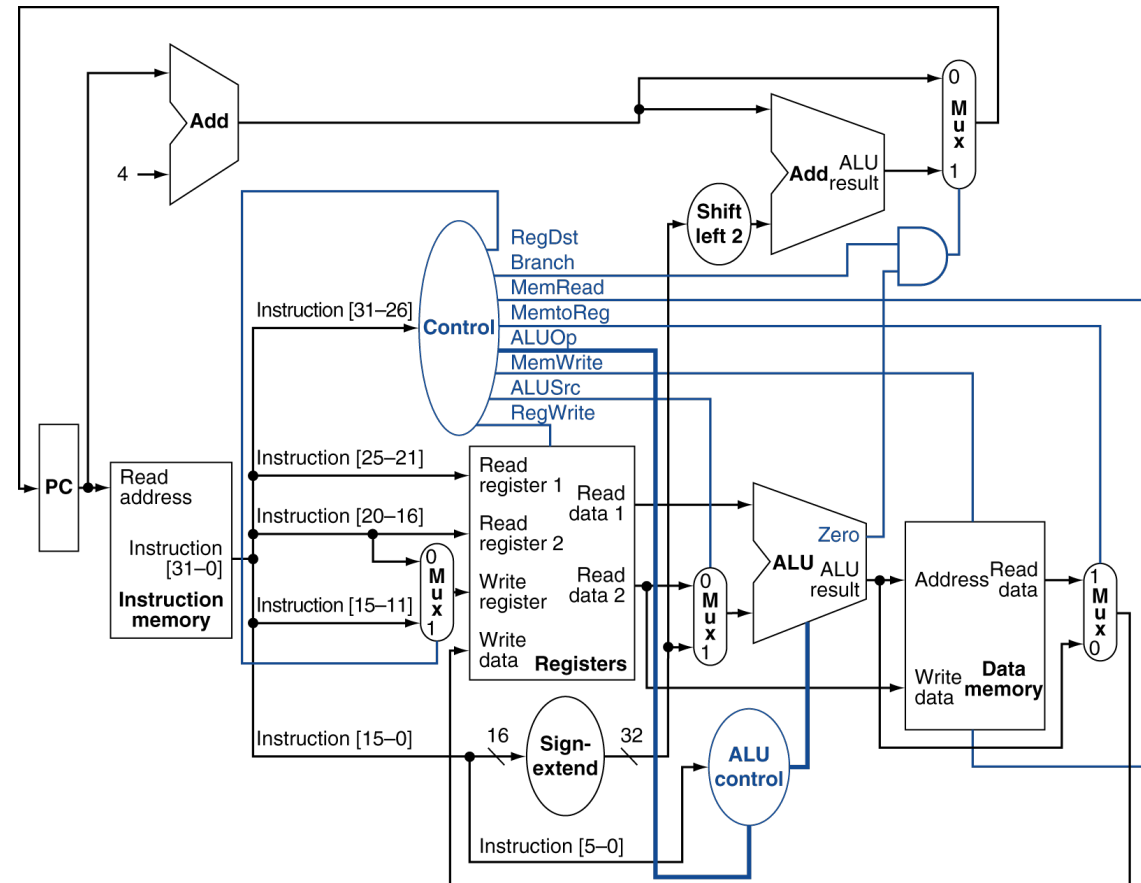 0
M
u
x
1
Add
4
Add
ALU
result
Shift
left 2
RegDst
Branch
MemRead
MemtoReg
ALUOp
MemWrite
ALUSrc
RegWrite
Control
Instruction [31–26]
PC
Read
address
Instruction
[31–0]
Instruction
memory
Instruction [25–21]
Instruction [20–16]
Instruction [15–11]
0
M
u
x
1
Read
register 1
Read
register 2
Write
register
Write
data
Read
data 1
Read
data 2
Registers
0
M
u
x
1
Zero
ALU
ALU
result
Address
Read
data
Write
data
Data
memory
1
M
u
x
0
Instruction [15–0]
16
Sign-
extend
32
ALU
control
Instruction [5–0]